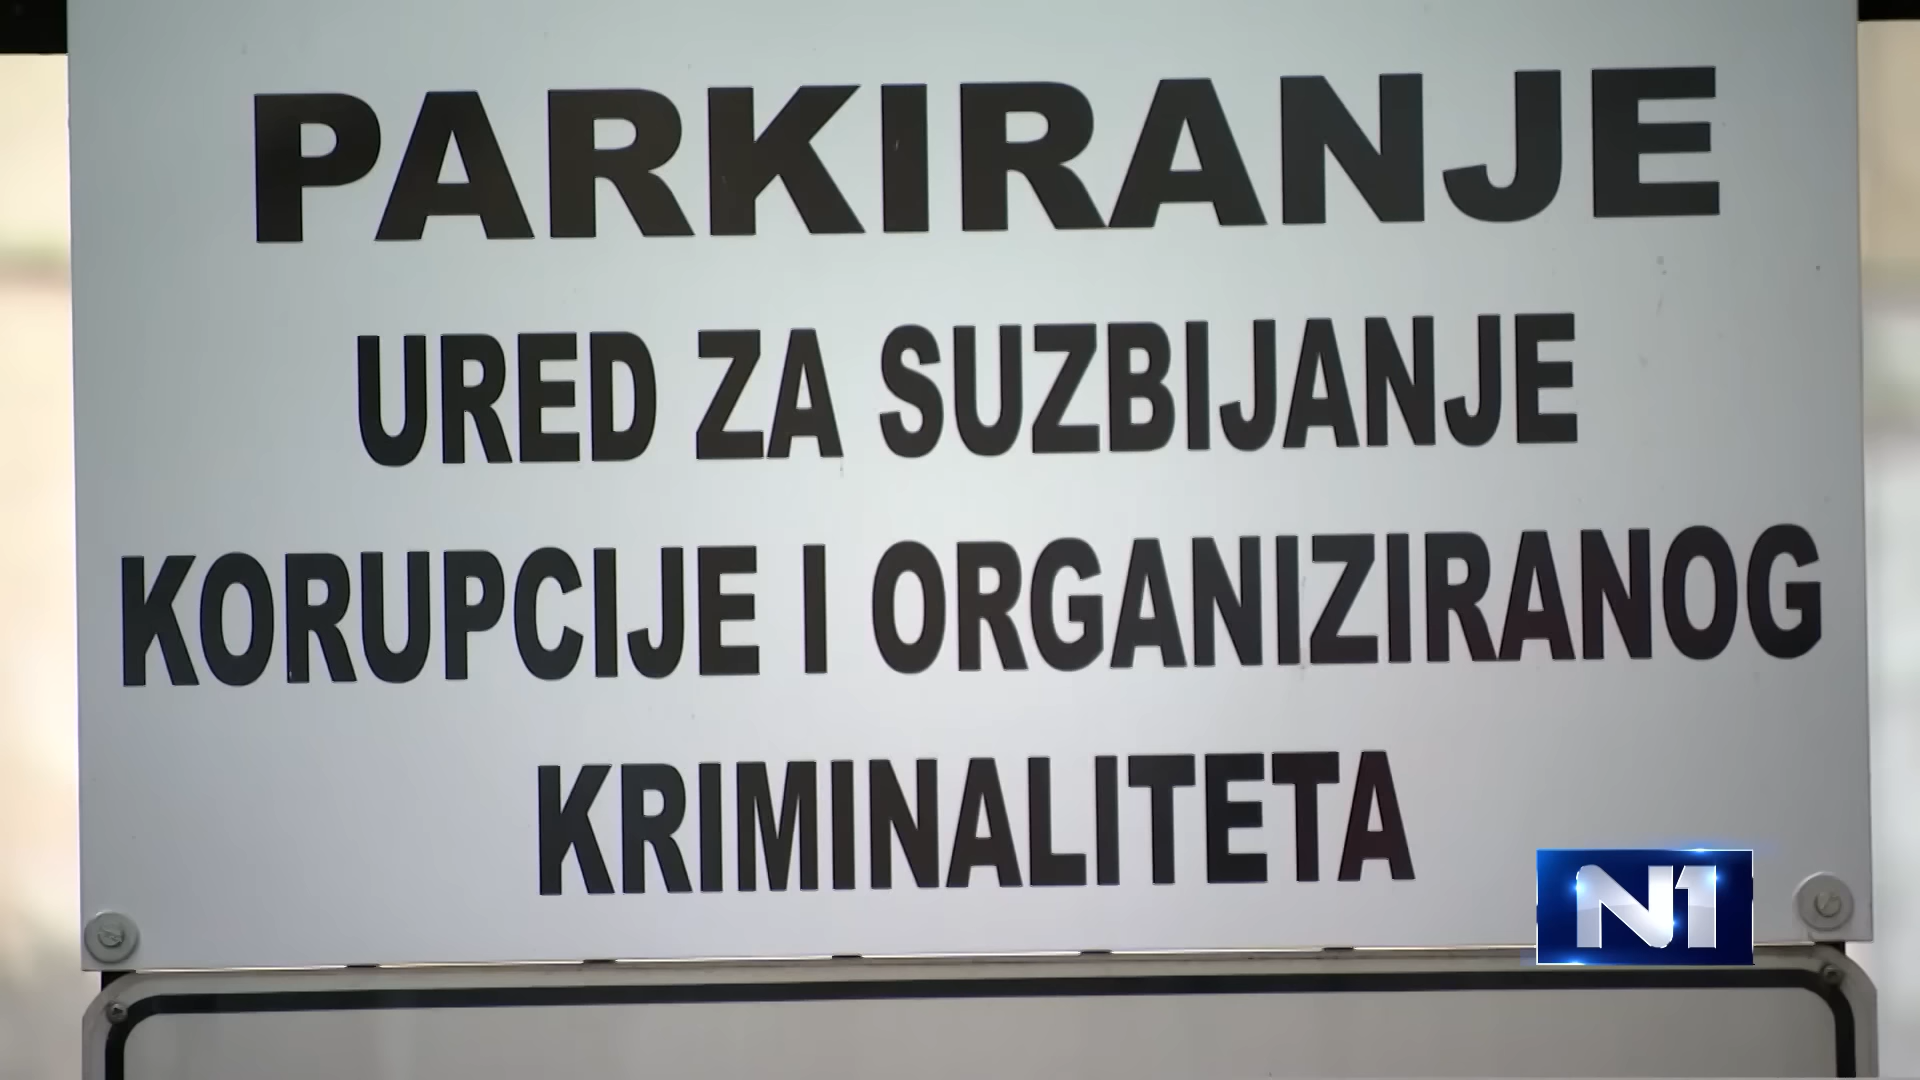 PARKIRANJE
URED ZA SUZBIJANJE
KORUPCIJE I ORGANIZIRANOG
KRIMINALITETA
N1